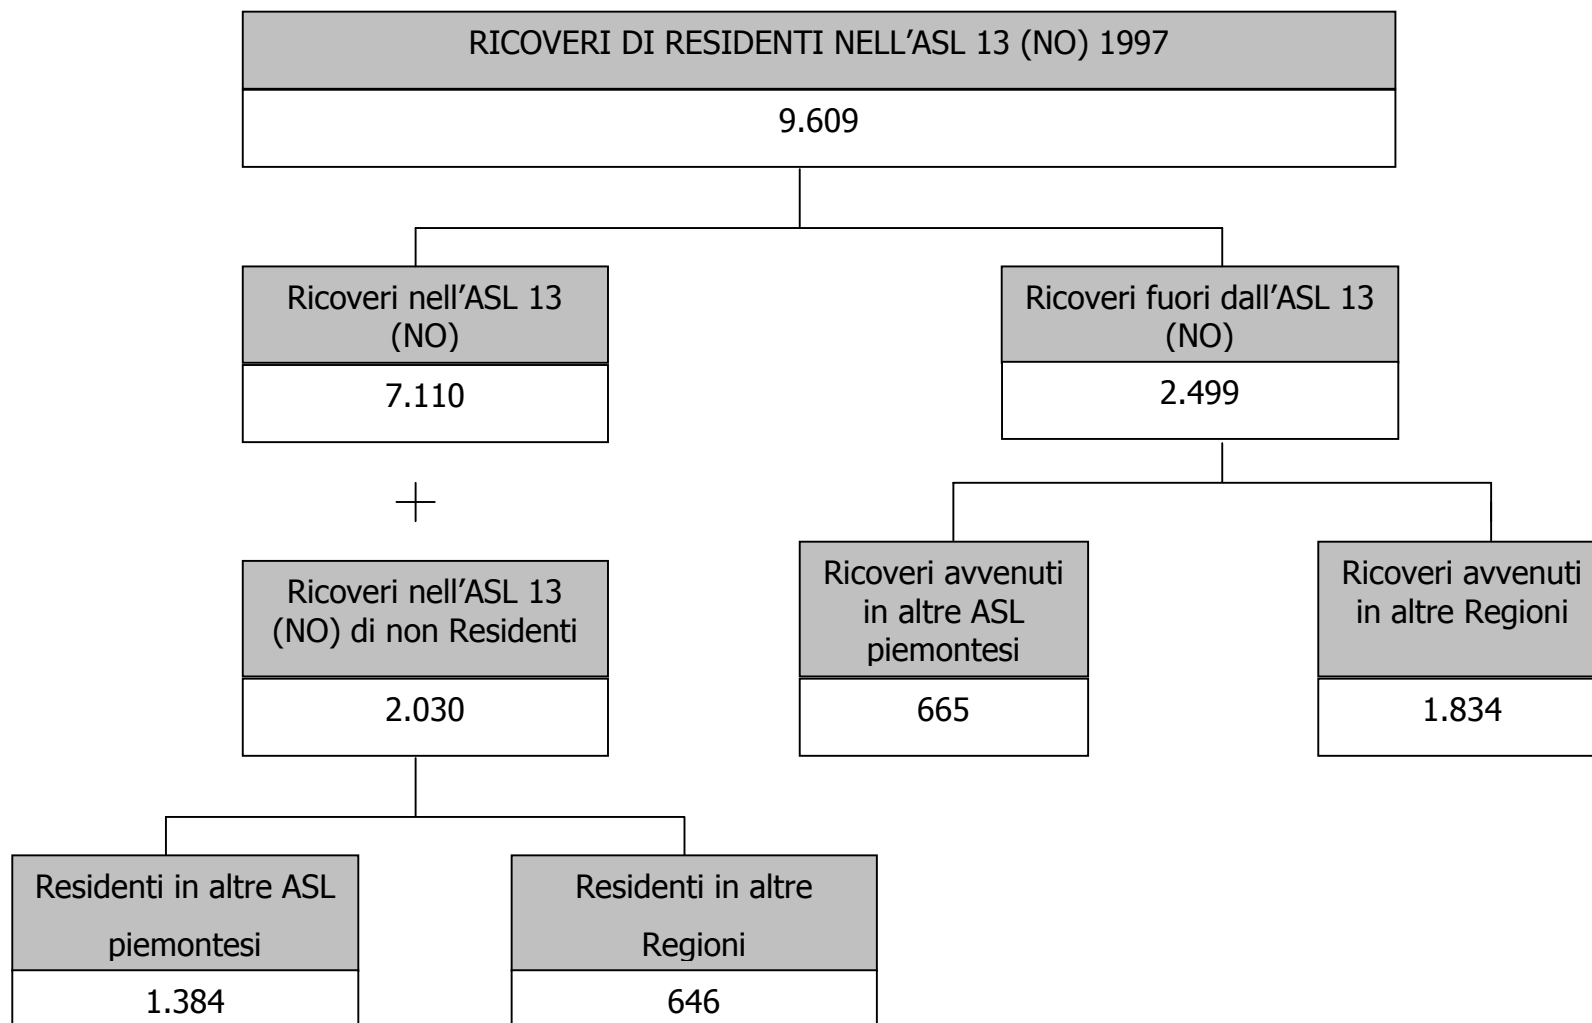 RICOVERI DI RESIDENTI NELL’ASL 13 (NO) 1997
9.609
Ricoveri nell’ASL 13
(NO)
7.110
Ricoveri fuori dall’ASL 13
(NO)
2.499
Ricoveri nell’ASL 13
(NO) di non Residenti
2.030
Ricoveri avvenuti
in altre ASL
piemontesi
665
Ricoveri avvenuti
in altre Regioni
1.834
Residenti in altre ASL
piemontesi
1.384
Residenti in altre
Regioni
646